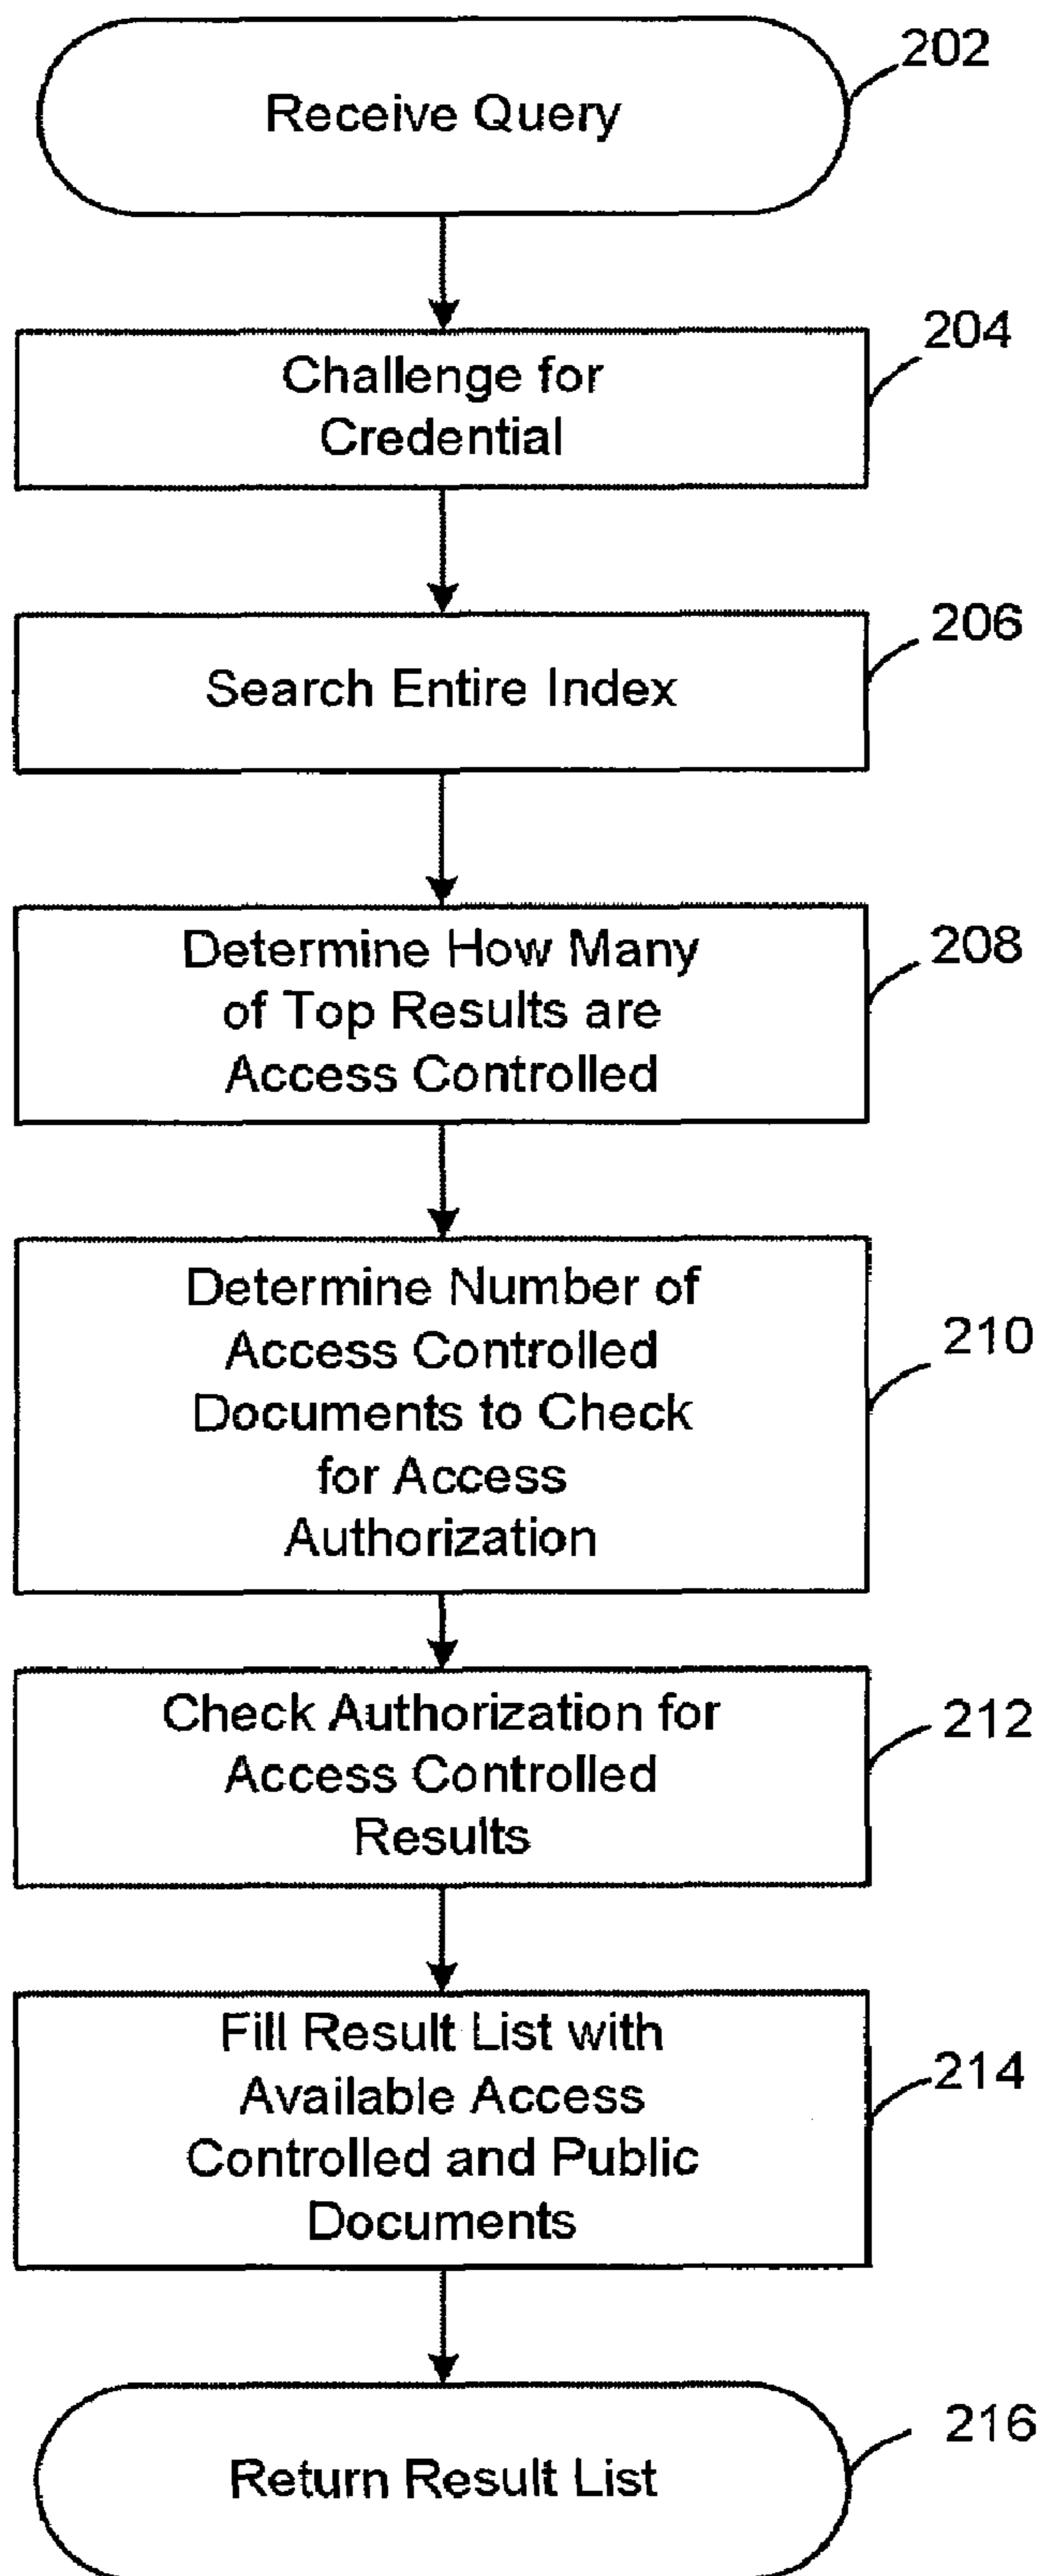 202
Receive Query
204
Challenge for
Credential
206
Search Entire Index
208
Determine How Many
of Top Results are
Access Controlled
210
Determine Number of
Access Controlled
Documents to Check
for Access
Authorization
212
Check Authorization for
Access Controlled
Results
214
Fill Result List with
Available Access
Controlled and Public
Documents
216
Return Result List